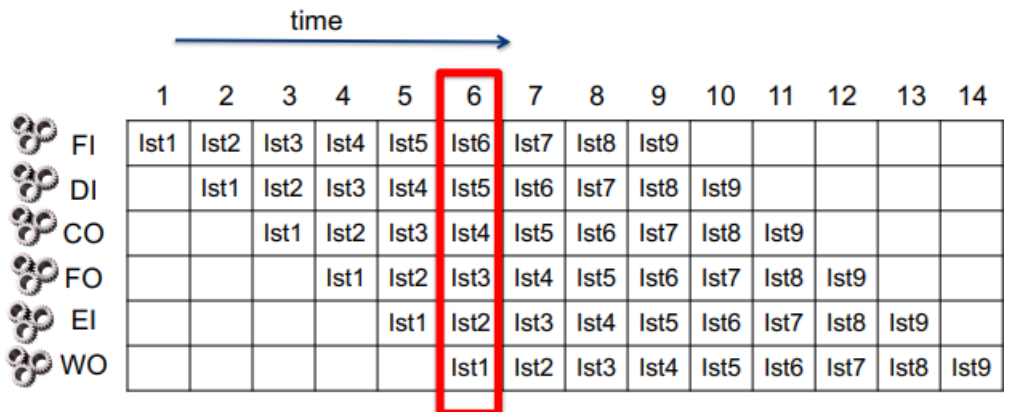 time
1 2 3 4 5 6 7 8 9 10 11 12 13 14
FI Ist1 Ist2 Ist3 Ist4 Ist5 Ist6 Ist7 Ist8 Ist9
DI Ist1 Ist2 Ist3 Ist4 Ist5 Ist6 Ist7 Ist8 Ist9
CO Ist1 Ist2 Ist3 Ist4 Ist5 Ist6 Ist7 Ist8 Ist9
FO Ist1 Ist2 Ist3 Ist4 Ist5 Ist6 Ist7 Ist8 Ist9
EI Ist1 Ist2 Ist3 Ist4 Ist5 Ist6 Ist7 Ist8 Ist9
WO Ist1 Ist2 Ist3 Ist4 Ist5 Ist6 Ist7 Ist8 Ist9